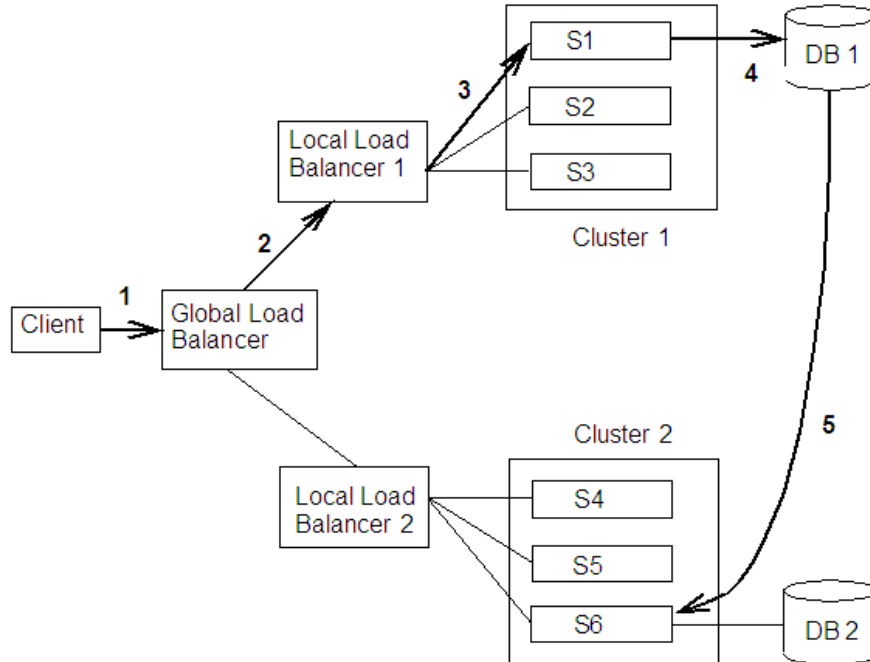 S1
DB 1
4
3
S2
Local Load
Balancer 1
S3
Cluster 1
2
1
Client
Global Load
Balancer
5
Cluster 2
Local Load
Balancer 2
S4
S5
S6
DB 2